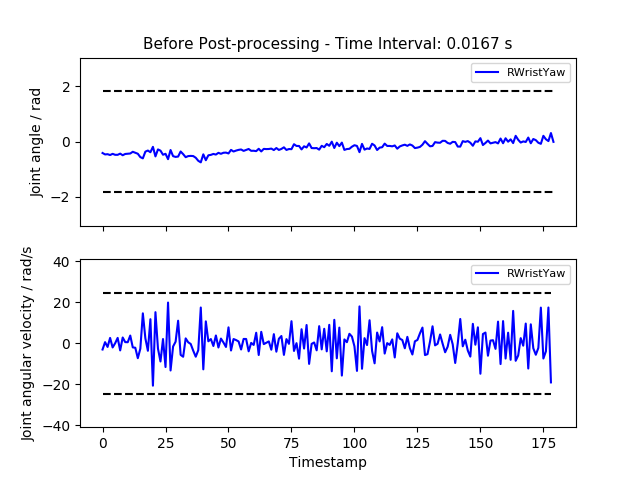 Before Post-processing - Time Interval: 0.0167 s
Joint angle / rad
2
0
−2
RWristYaw
Joint angular velocity / rad/s
40
20
0
−20
−40
RWristYaw
0 25 50 75 100 125 150 175
Timestamp